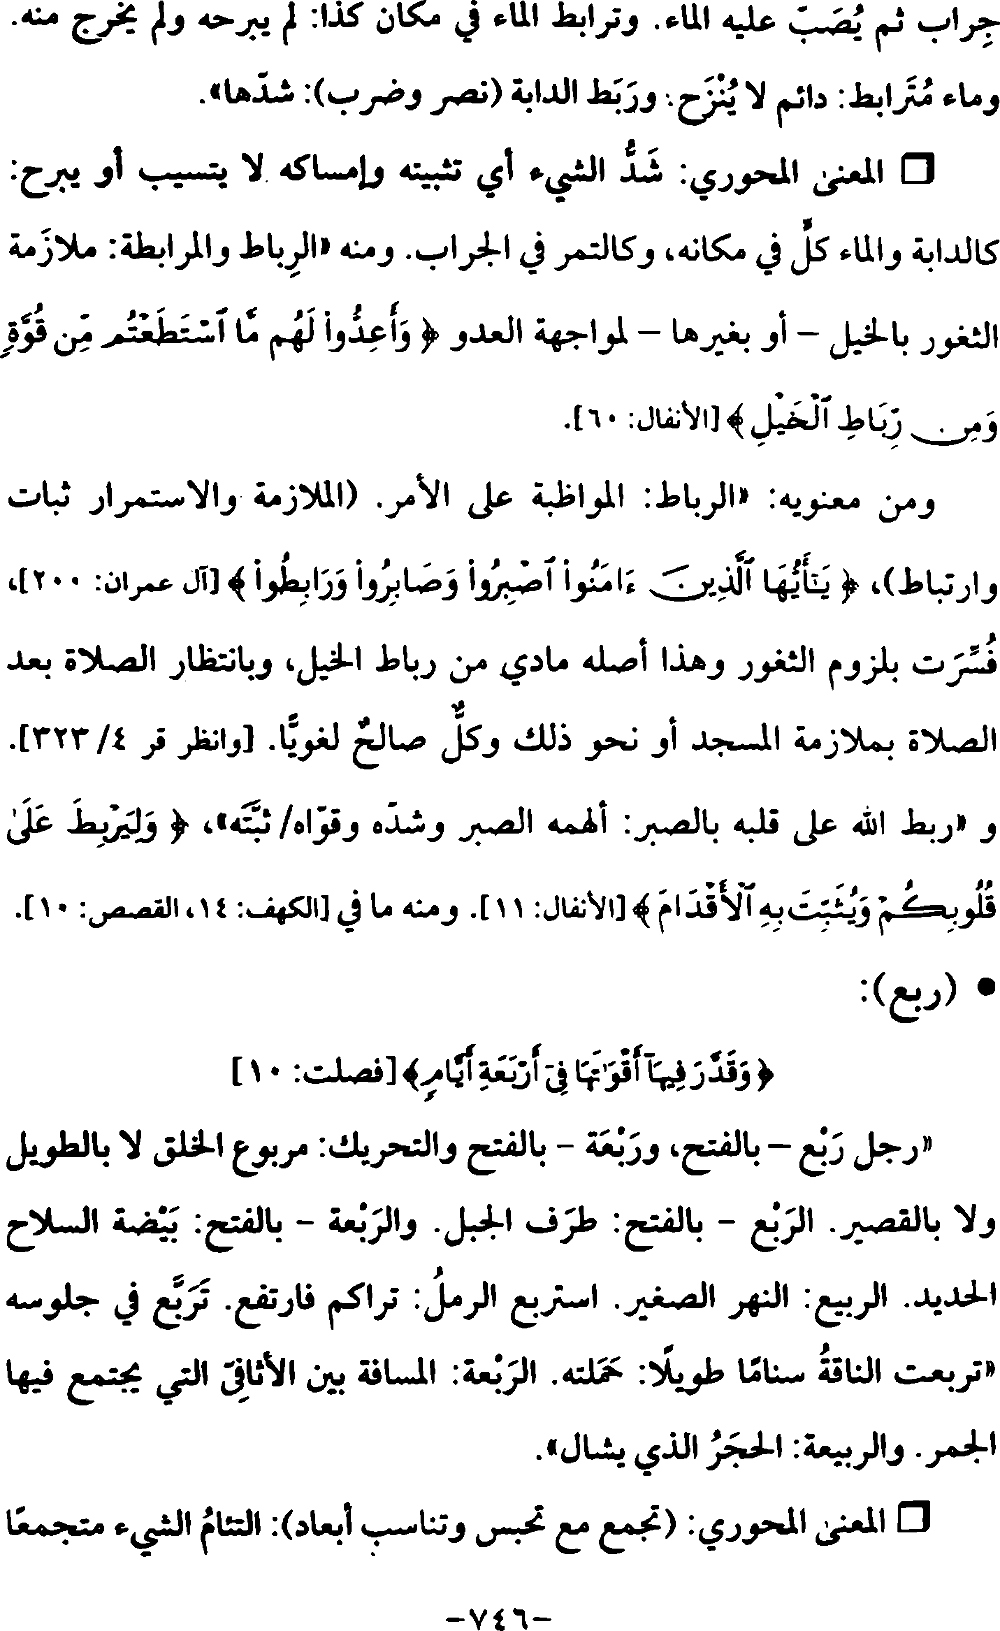 جِراب ثم يُصَبّ عليه الماء. وترابط الماء في مكان كذا: لم يبرحه ولم يخرج منه.
وماء مُتَرابط: دائم لا يُنْزَح. ورَبَط الدابة (نصر وضرب): شدّها».
❒ المعنى المحوري: شَدُّ الشيء أي تثبيته وإمساكه لا يتسيب أو يبرح:
كالدابة والماء كلٌّ في مكانه، وكالتمر في الجراب. ومنه «الرِباط والمرابطة: ملازَمة
الثغور بالخيل – أو بغيرها – لمواجهة العدو ﴿ وَأَعِدُّواْ لَهُم مَّا ٱسْتَطَعْتُم مِّن قُوَّةٍ
وَمِن رِّبَاطِ ٱلْخَيْلِ ﴾ [الأنفال: ٦٠].
ومن معنويه: «الرباط: المواظبة على الأمر. (الملازمة والاستمرار ثبات
وارتباط)، ﴿ يَـٰٓأَيُّهَا ٱلَّذِينَ ءَامَنُواْ ٱصْبِرُواْ وَصَابِرُواْ وَرَابِطُواْ ﴾ [آل عمران: ٢٠٠]،
فُسِّرَت بلزوم الثغور وهذا أصله مادي من رباط الخيل، وبانتظار الصلاة بعد
الصلاة بملازمة المسجد أو نحو ذلك وكلٌّ صالحٌ لغويًّا. [وانظر قر ٤/ ٣٢٣].
و «ربط الله على قلبه بالصبر: ألهمه الصبر وشدّه وقوّاه/ ثبَّتَه»، ﴿ وَلِيَرْبِطَ عَلَىٰ
قُلُوبِكُمْ وَيُثَبِّتَ بِهِ ٱلْأَقْدَامَ ﴾ [الأنفال: ١١]. ومنه ما في [الكهف: ١٤، القصص: ١٠].
• (ربع):
﴿ وَقَدَّرَ فِيهَآ أَقْوَٰتَهَا فِىٓ أَرْبَعَةِ أَيَّامٍ ﴾ [فصلت: ١٠]
«رجل رَبْع – بالفتح، ورَبْعَة – بالفتح والتحريك: مربوع الخلق لا بالطويل
ولا بالقصير. الرَبْع – بالفتح: طرَف الجبل. والرَبْعة – بالفتح: بَيْضة السلاح
الحديد. الربيع: النهر الصغير. استربع الرملُ: تراكم فارتفع. تَرَبَّع في جلوسه
«تربعت الناقةُ سنامًا طويلًا: حَمَلته. الرَبْعة: المسافة بين الأثافيّ التي يجتمع فيها
الجمر. والربيعة: الحجَرُ الذي يشال».
❒ المعنى المحوري: (تجمع مع تحبس وتناسب أبعاد): التئامُ الشيء متجمعًا
–٧٤٦–